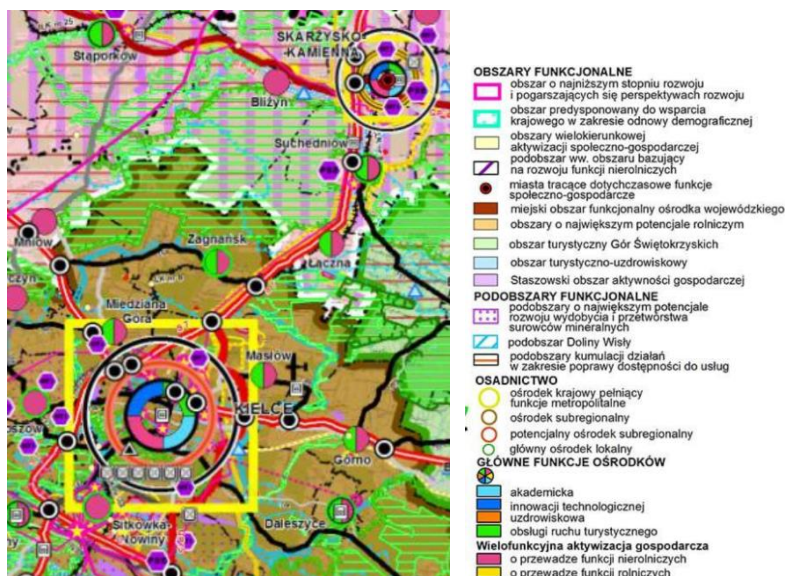 LK nr 25
Stąporków
SKARŻYSKO
-KAMIENNA
Bliżyn
Suchedniów
Mniów
Zagnańsk
Łączna
Miedziana
Góra
Masłów
KIELCE
Górno
Sitkówka-
Nowiny
Daleszyce
OBSZARY FUNKCJONALNE
obszar o najniższym stopniu rozwoju
i pogarszających się perspektywach rozwoju
obszar predysponowany do wsparcia
krajowego w zakresie odnowy demograficznej
obszary wielokierunkowej
aktywizacji społeczno-gospodarczej
podobszar ww. obszaru bazujący
na rozwoju funkcji nierolniczych
miasta tracące dotychczasowe funkcje
społeczno-gospodarcze
miejski obszar funkcjonalny ośrodka wojewódzkiego
obszary o największym potencjale rolniczym
obszar turystyczny Gór Świętokrzyskich
obszar turystyczno-uzdrowiskowy
Staszowski obszar aktywności gospodarczej
PODOBSZARY FUNKCJONALNE
podobszary o największym potencjale
rozwoju wydobycia i przetwórstwa
surowców mineralnych
podobszar Doliny Wisły
podobszary kumulacji działań
w zakresie poprawy dostępności do usług
OSADNICTWO
ośrodek krajowy pełniący
funkcje metropolitalne
ośrodek subregionalny
potencjalny ośrodek subregionalny
główny ośrodek lokalny
GŁÓWNE FUNKCJE OŚRODKÓW
akademicka
innowacji technologicznej
uzdrowiskowa
obsługi ruchu turystycznego
Wielofunkcyjna aktywizacja gospodarcza
o przewadze funkcji nierolniczych
o przewadze funkcji rolniczych